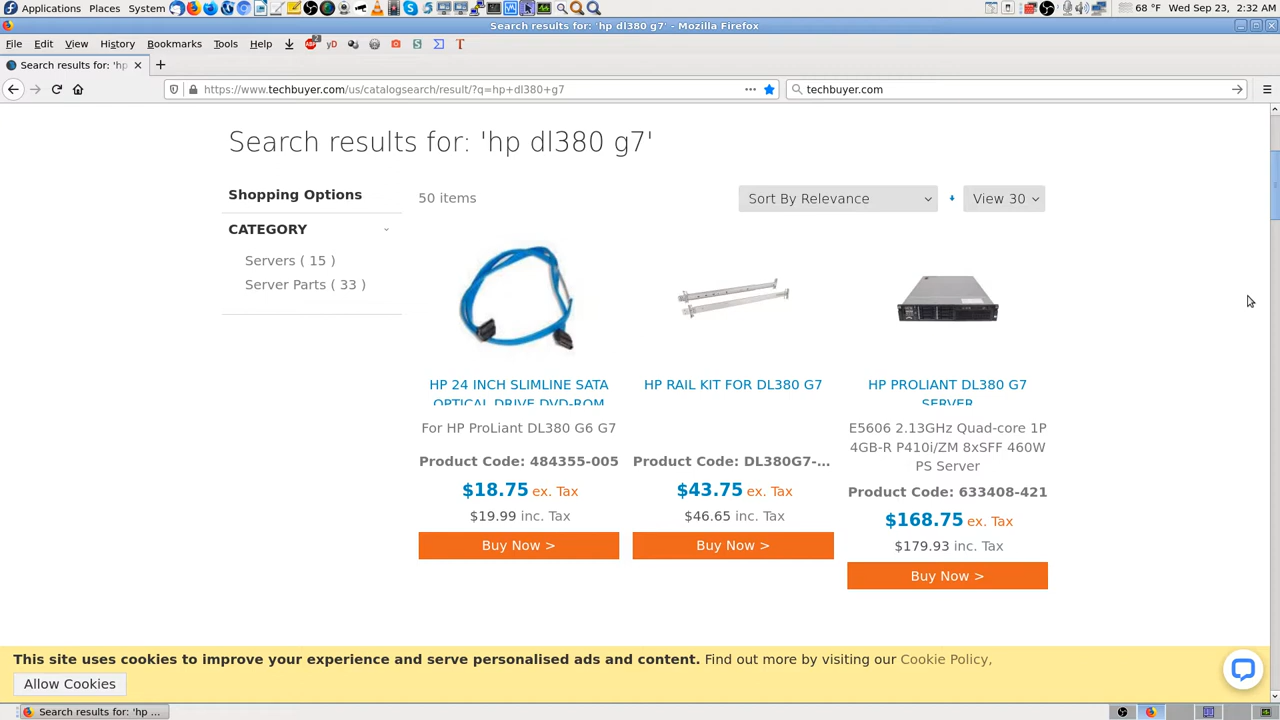 Applications Places System 68 °F Wed Sep 23, 2:32 AM
Search results for: 'hp dl380 g7' - Mozilla Firefox
File Edit View History Bookmarks Tools Help
Search results for: 'hp
https://www.techbuyer.com/us/catalogsearch/result/?q=hp+dl380+g7
techbuyer.com
Search results for: 'hp dl380 g7'
Shopping Options
CATEGORY
Servers ( 15 )
Server Parts ( 33 )
50 items
Sort By Relevance
View 30
HP 24 INCH SLIMLINE SATA
OPTICAL DRIVE DVD-ROM
For HP ProLiant DL380 G6 G7
Product Code: 484355-005
$18.75 ex. Tax
$19.99 inc. Tax
Buy Now >
HP RAIL KIT FOR DL380 G7
Product Code: DL380G7-...
$43.75 ex. Tax
$46.65 inc. Tax
Buy Now >
HP PROLIANT DL380 G7
SERVER
E5606 2.13GHz Quad-core 1P
4GB-R P410i/ZM 8xSFF 460W
PS Server
Product Code: 633408-421
$168.75 ex. Tax
$179.93 inc. Tax
Buy Now >
This site uses cookies to improve your experience and serve personalised ads and content. Find out more by visiting our Cookie Policy,
Allow Cookies
Search results for: 'hp ...